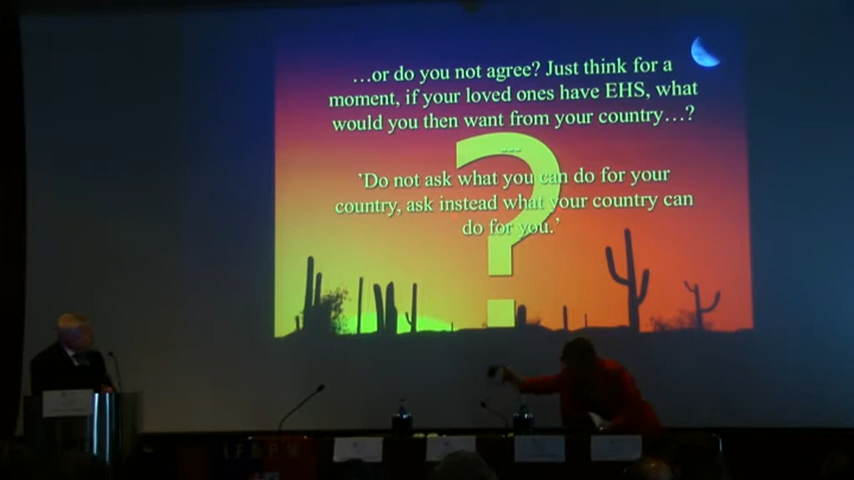 …or do you not agree? Just think for a
moment, if your loved ones have EHS, what
would you then want from your country…?
'Do not ask what you can do for your
country, ask instead what your country can
do for you.'
?